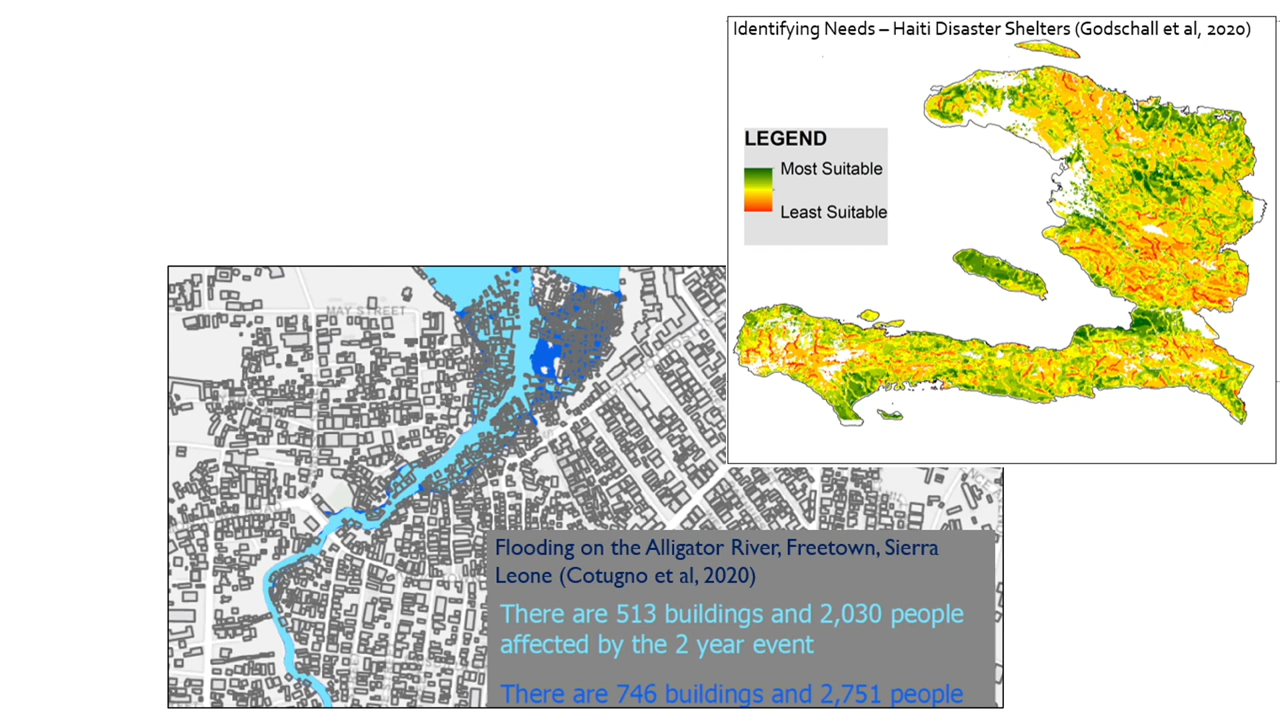 Identifying Needs – Haiti Disaster Shelters (Godschall et al, 2020)
LEGEND
Most Suitable
Least Suitable
MAY STREET
Flooding on the Alligator River, Freetown, Sierra
Leone (Cotugno et al, 2020)
There are 513 buildings and 2,030 people
affected by the 2 year event
There are 746 buildings and 2,751 people